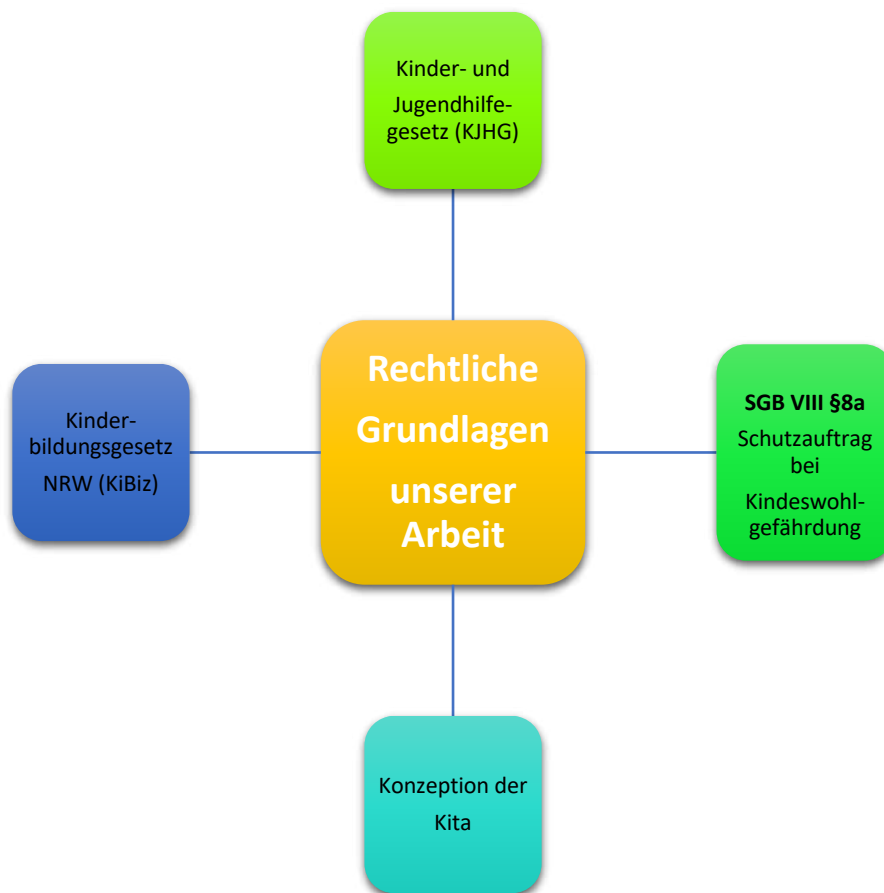 Kinder- und
Jugendhilfe-
gesetz (KJHG)
Kinder-
bildungsgesetz
NRW (KiBiz)
Rechtliche
Grundlagen
unserer
Arbeit
SGB VIII §8a
Schutzauftrag
bei
Kindeswohl-
gefährdung
Konzeption der
Kita